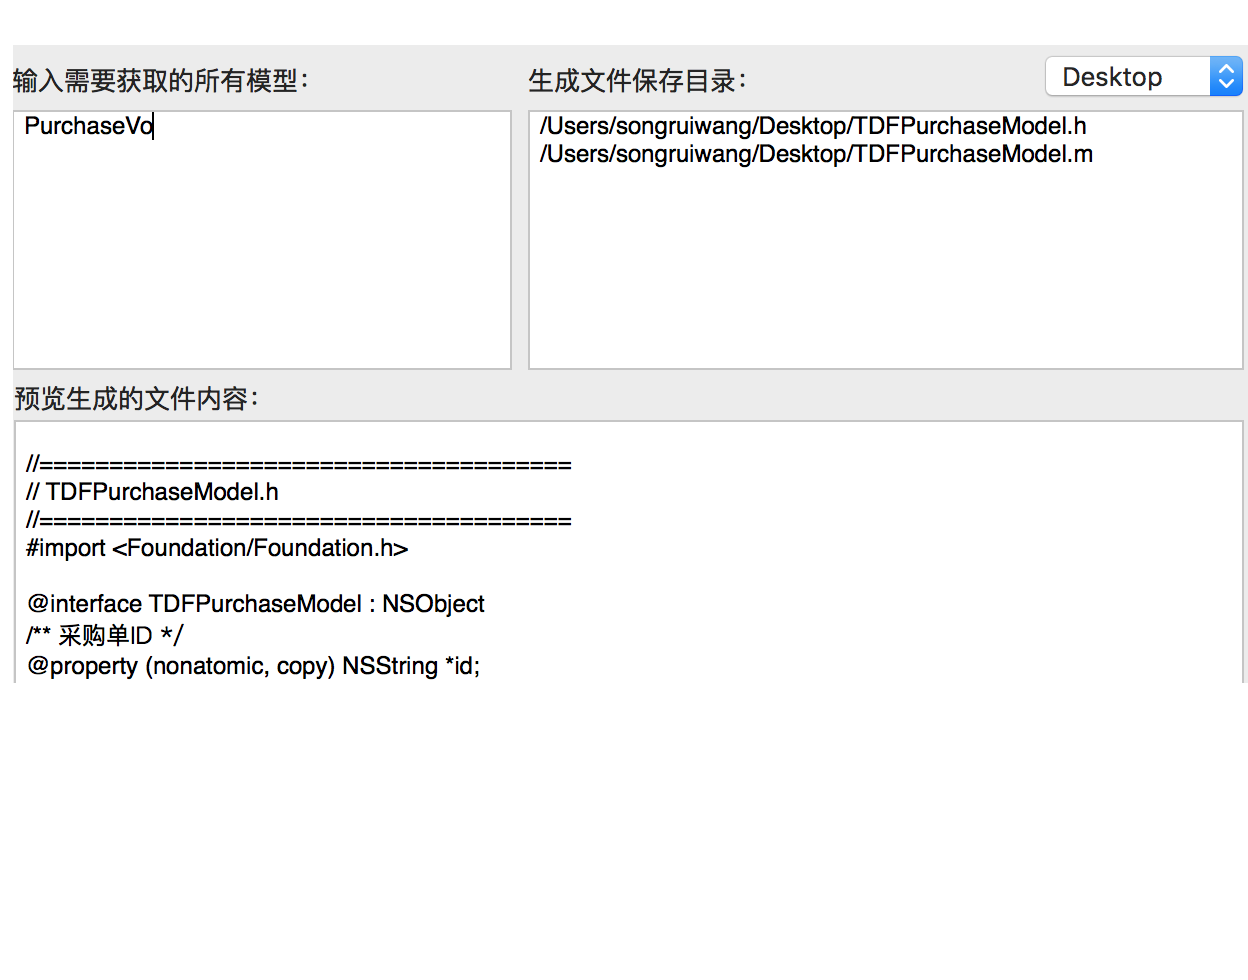 输入需要获取的所有模型：
生成文件保存目录：
Desktop
PurchaseVo
/Users/songruiwang/Desktop/TDFPurchaseModel.h
/Users/songruiwang/Desktop/TDFPurchaseModel.m
预览生成的文件内容：
//======================================
// TDFPurchaseModel.h
//======================================
#import <Foundation/Foundation.h>
@interface TDFPurchaseModel : NSObject
/** 采购单ID */
@property (nonatomic, copy) NSString *id;